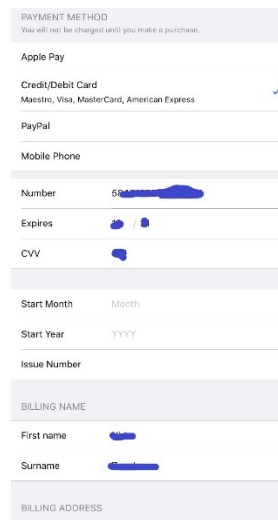 PAYMENT METHOD
You will not be charged until you make a purchase.
Apple Pay
Credit/Debit Card
Maestro, Visa, MasterCard, American Express
PayPal
Mobile Phone
Number
Expires /
CVV
Start Month Month
Start Year YYYY
Issue Number
BILLING NAME
First name
Surname
BILLING ADDRESS